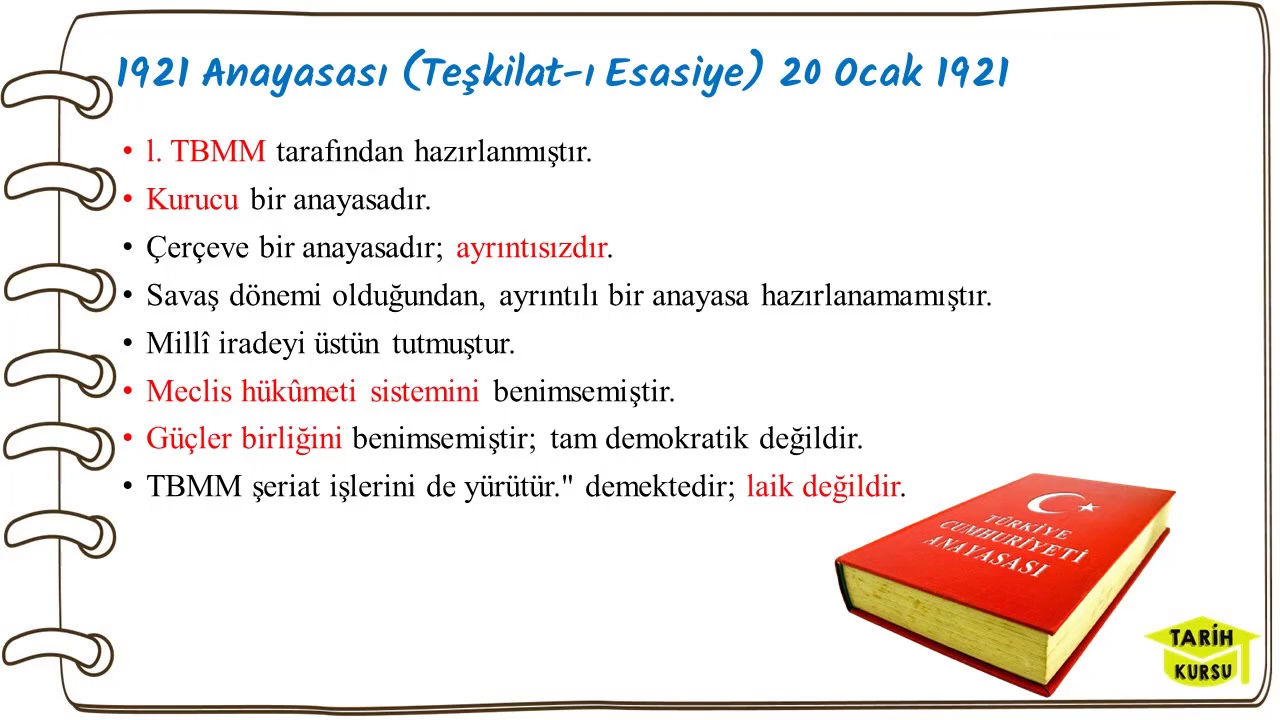 1921 Anayasası (Teşkilat-ı Esasiye) 20 Ocak 1921
• l. TBMM tarafından hazırlanmıştır.
• Kurucu bir anayasadır.
• Çerçeve bir anayasadır; ayrıntısızdır.
• Savaş dönemi olduğundan, ayrıntılı bir anayasa hazırlanamamıştır.
• Millî iradeyi üstün tutmuştur.
• Meclis hükûmeti sistemini benimsemiştir.
• Güçler birliğini benimsemiştir; tam demokratik değildir.
• TBMM şeriat işlerini de yürütür." demektedir; laik değildir.
TÜRKİYE
CUMHURİYETİ
ANAYASASI
TARİH
KURSU